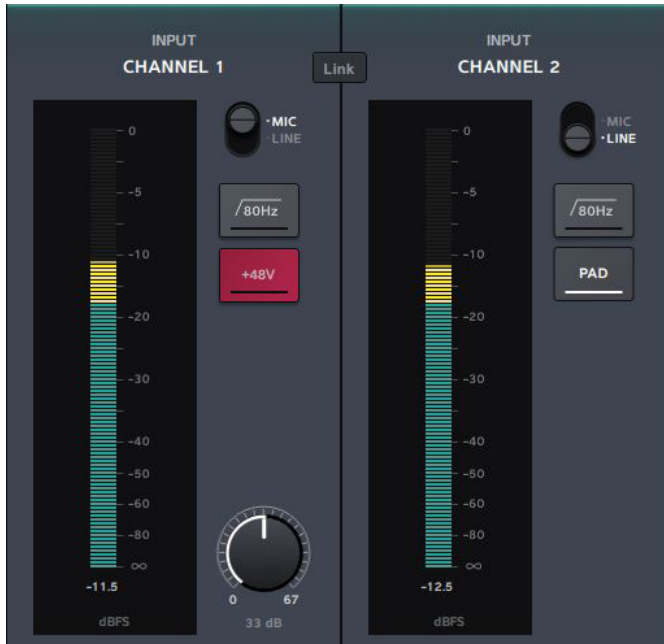 INPUT
CHANNEL 1
Link
INPUT
CHANNEL 2
MIC
LINE
0
-5
-10
-20
-30
-40
-50
-60
-80
∞
80Hz
+48V
-11.5
dBFS
0
67
33 dB
MIC
LINE
0
-5
-10
-20
-30
-40
-50
-60
-80
∞
80Hz
PAD
-12.5
dBFS